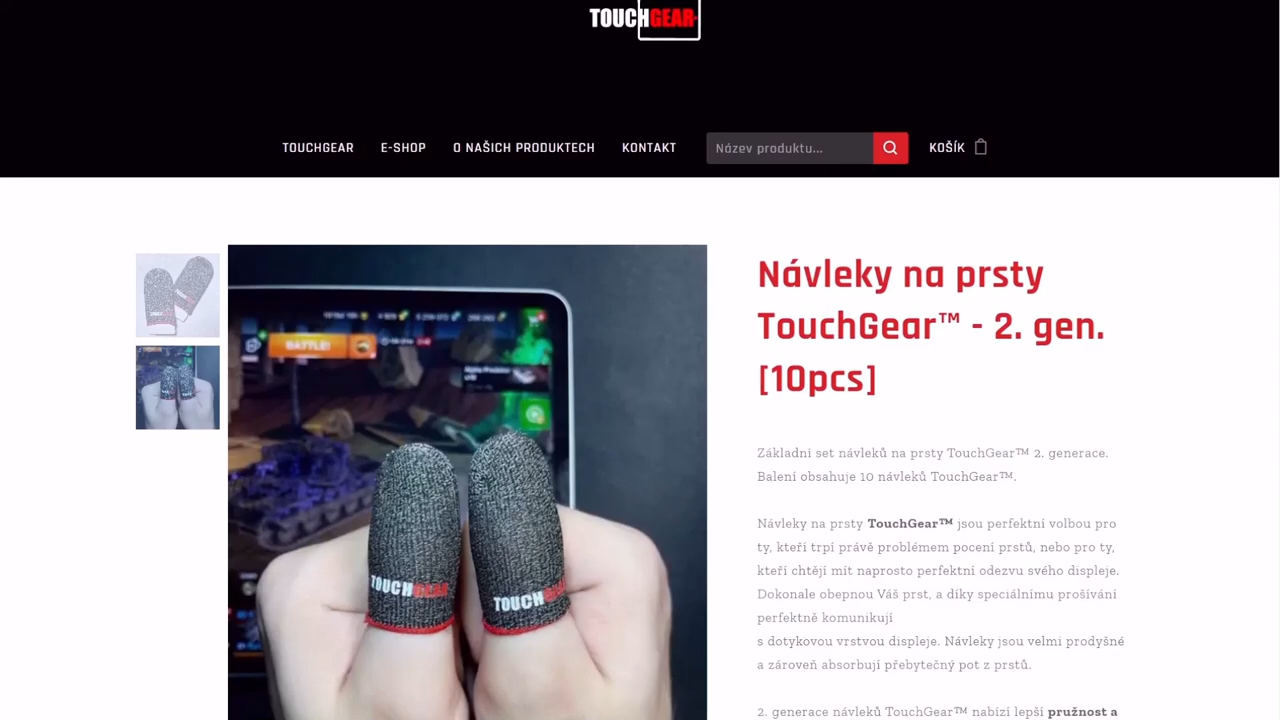 TOUCHGEAR
TOUCHGEAR
E-SHOP
O NAŠICH PRODUKTECH
KONTAKT
Název produktu...
KOŠÍK
BATTLE!
TOUCHGEAR
TOUCHGEAR
Návleky na prsty
TouchGear™ - 2. gen.
[10pcs]
Základní set návleků na prsty TouchGear™ 2. generace.
Balení obsahuje 10 návleků TouchGear™.
Návleky na prsty TouchGear™ jsou perfektní volbou pro
ty, kteří trpí právě problémem pocení prstů, nebo pro ty,
kteří chtějí mít naprosto perfektní odezvu svého displeje.
Dokonale obepnou Váš prst, a díky speciálnímu prošívání
perfektně komunikují
s dotykovou vrstvou displeje. Návleky jsou velmi prodyšné
a zároveň absorbují přebytečný pot z prstů.
2. generace návleků TouchGear™ nabízí lepší pružnost a